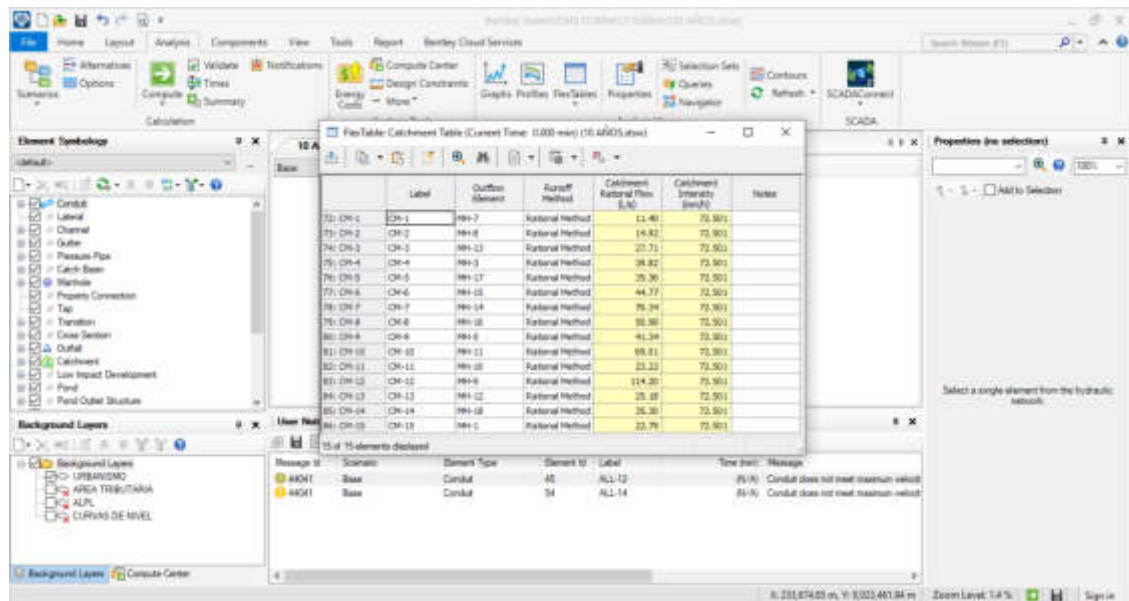 File Home Layout Analysis Components View Tools Report Bentley Cloud Services
Alternatives
Scenarios
Options
Compute
Validate
Times
Summary
Notifications
Energy Costs
Compute Center
Design Constraints
More
Graphs Profiles FlexTables Properties
Selection Sets
Queries
Navigator
Contours
Refresh
SCADAConnect
Calculation
SCADA
Element Symbology
<default>
Conduit
Lateral
Channel
Gutter
Pressure Pipe
Catch Basin
Manhole
Property Connection
Tap
Transition
Cross Section
Outfall
Catchment
Low Impact Development
Pond
Pond Outlet Structure
Background Layers
Background Layers
URBANISMO
AREA TRIBUTARIA
ALPL
CURVAS DE NIVEL
Background Layers Compute Center
10 A
Base
FlexTable: Catchment Table (Current Time: 0.000 min) (10 AÑOS.stsw)
Label Outflow Element Runoff Method Catchment Rational Flow (L/s) Catchment Intensity (mm/h) Notes
72: CM-1 CM-1 MH-7 Rational Method 11.40 72.501
73: CM-2 CM-2 MH-8 Rational Method 14.92 72.501
74: CM-3 CM-3 MH-13 Rational Method 27.71 72.501
75: CM-4 CM-4 MH-3 Rational Method 39.82 72.501
76: CM-5 CM-5 MH-17 Rational Method 35.36 72.501
77: CM-6 CM-6 MH-15 Rational Method 44.77 72.501
78: CM-7 CM-7 MH-14 Rational Method 72.501
79: CM-8 CM-8 Rational Method 72.501
80: CM-9 CM-9 Rational Method 41.34 72.501
81: CM-10 CM-10 MH-11 Rational Method 72.501
82: CM-11 CM-11 Rational Method 23.22 72.501
83: CM-12 CM-12 Rational Method 114.20 72.501
84: CM-13 CM-13 MH-12 Rational Method 72.501
85: CM-14 CM-14 Rational Method 72.501
86: CM-15 CM-15 MH-1 Rational Method 22.79 72.501
15 of 15 elements displayed
User Not
Message Id Scenario Element Type Element Id Label Time (min) Message
44041 Base Conduit 45 ALL-12 (N/A) Conduit does not meet maximum velocit
44041 Base Conduit 54 ALL-14 (N/A) Conduit does not meet maximum velocit
Properties (no selection)
100%
Add to Selection
Select a single element from the hydraulic network.
Zoom Level: 1.4 %
Sign in